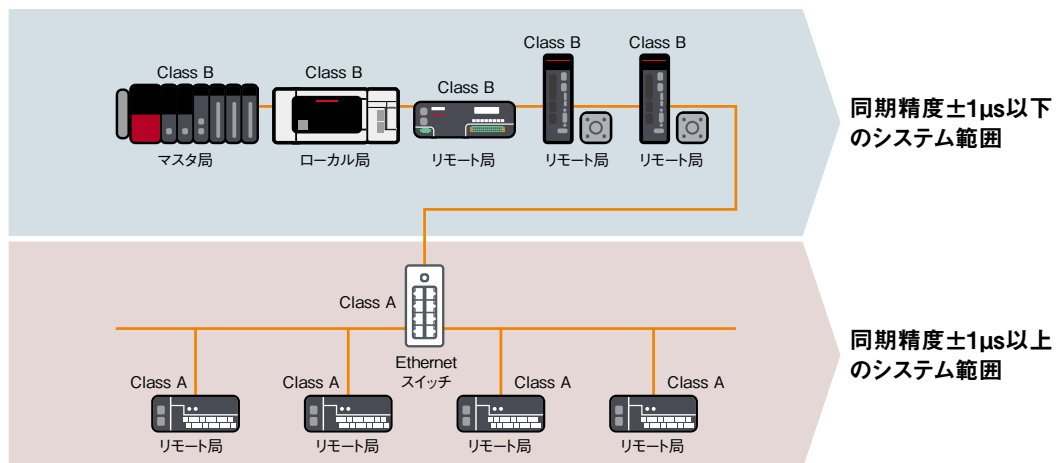 Class B
Class B
Class B
Class B
Class B
マスタ局
ローカル局
リモート局
リモート局
リモート局
同期精度±1μs以下
のシステム範囲
Class A
Ethernet
スイッチ
Class A
Class A
Class A
Class A
リモート局
リモート局
リモート局
リモート局
同期精度±1μs以上
のシステム範囲